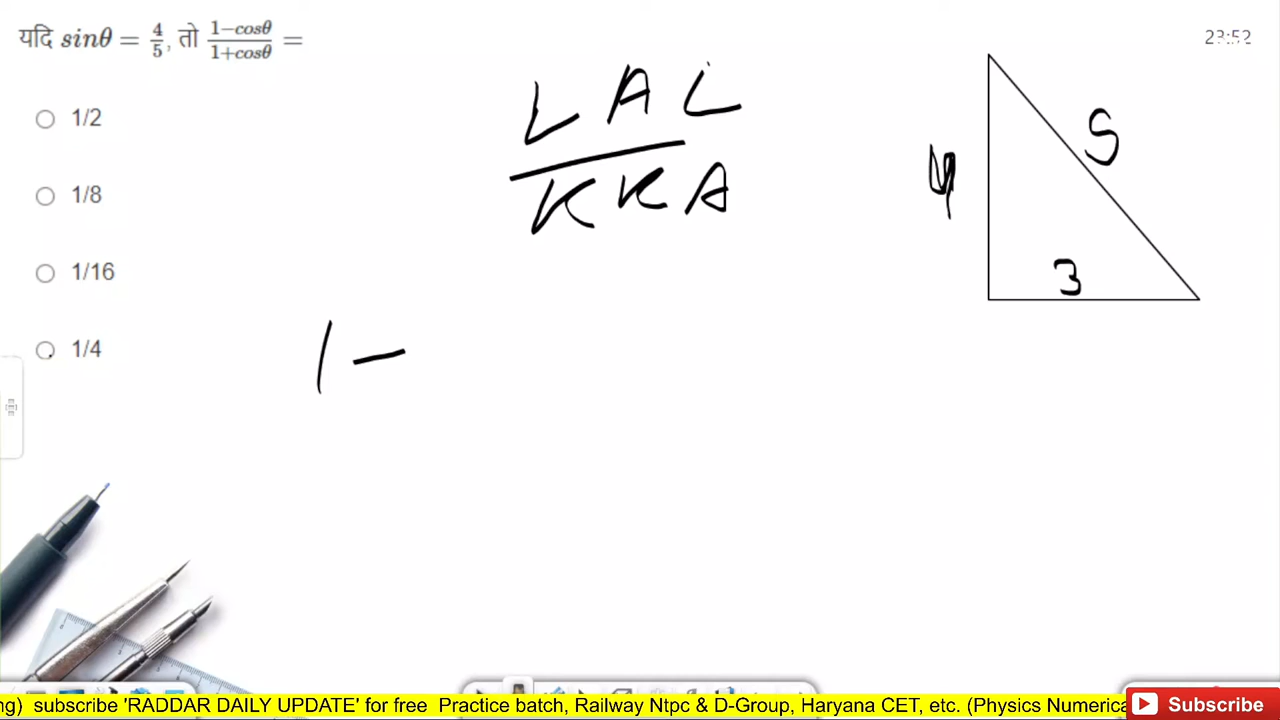 यदि sinθ = 4/5, तो 1−cosθ/1+cosθ =
23:52
1/2
1/8
1/16
1/4
L A L
K K A
4
5
3
1 −
ng) subscribe 'RADDAR DAILY UPDATE' for free Practice batch, Railway Ntpc & D-Group, Haryana CET, etc. (Physics Numerica
Subscribe